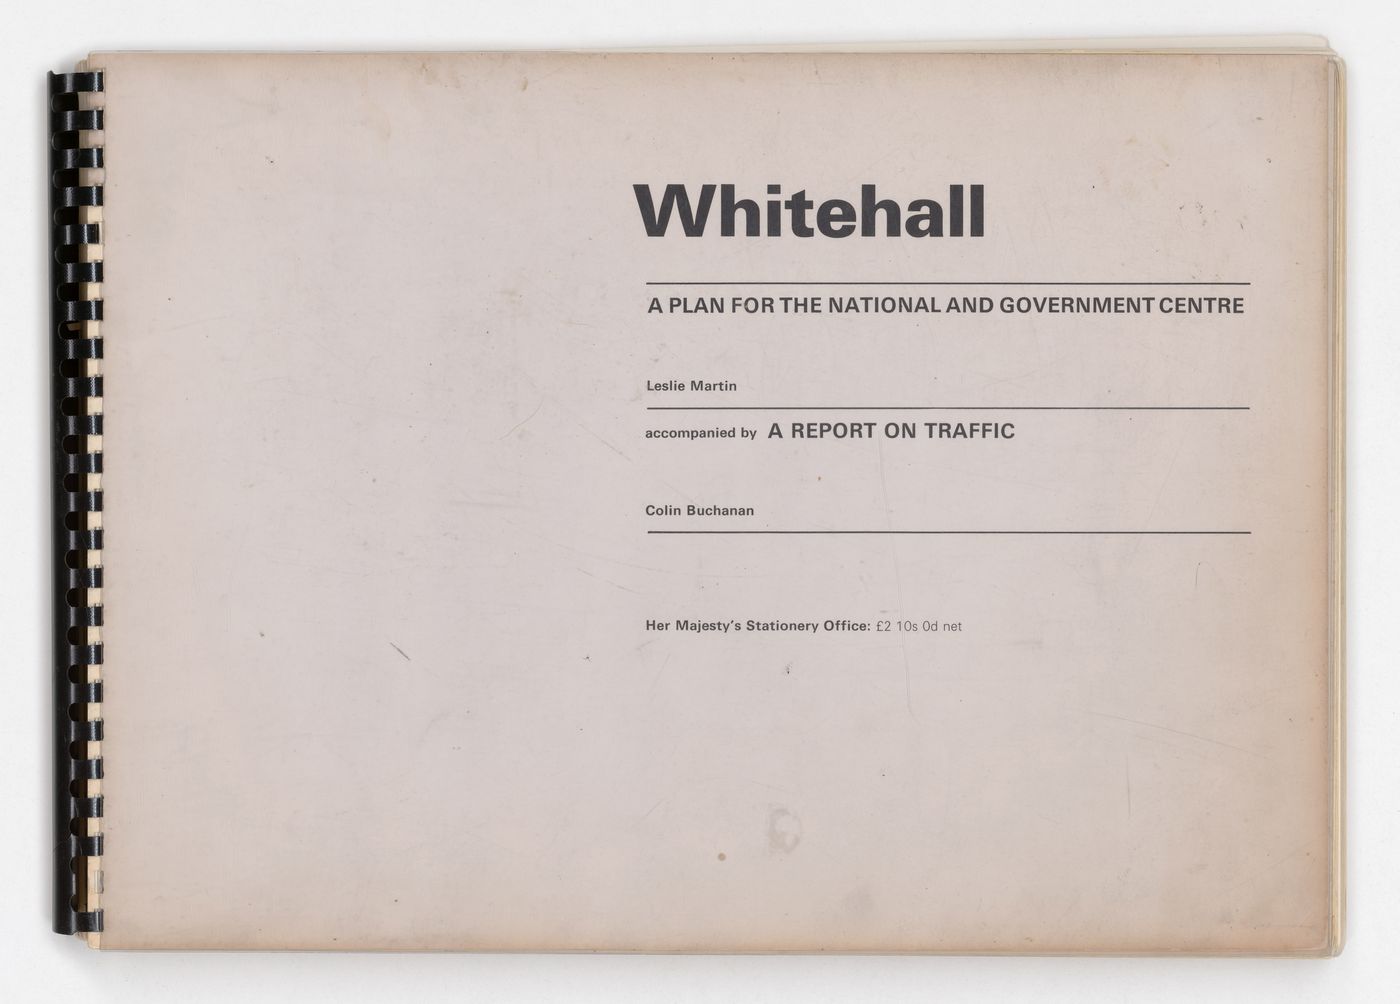 Whitehall
A PLAN FOR THE NATIONAL AND GOVERNMENT CENTRE
Leslie Martin
accompanied by A REPORT ON TRAFFIC
Colin Buchanan
Her Majesty's Stationery Office: £2 10s 0d net